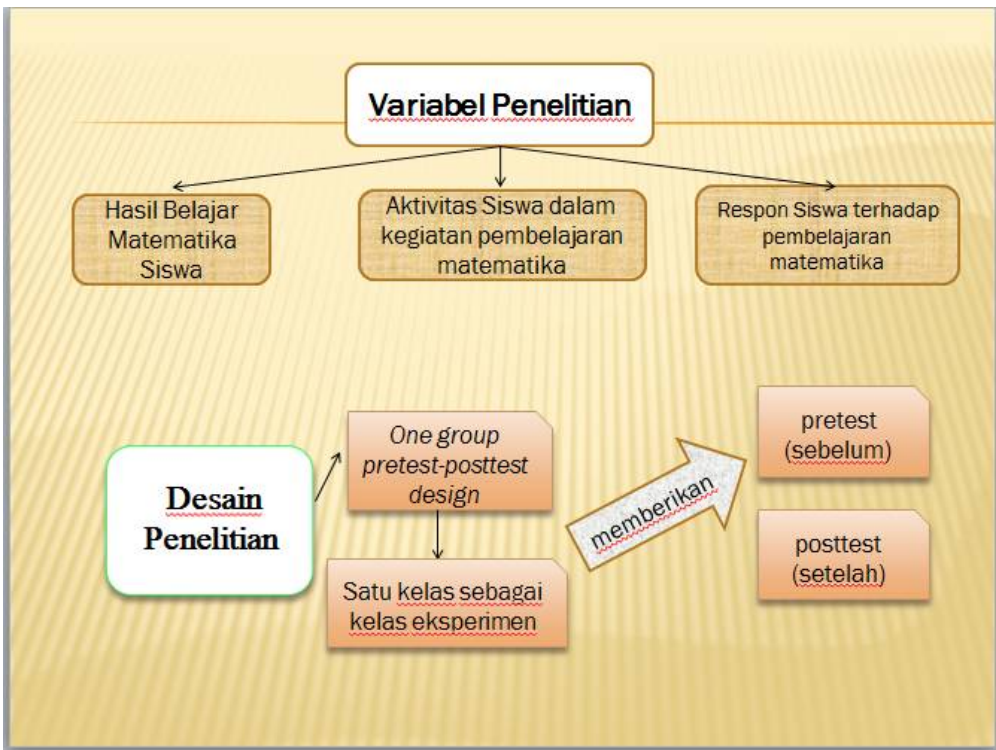 Variabel Penelitian
Hasil Belajar
Matematika
Siswa
Aktivitas Siswa dalam
kegiatan pembelajaran
matematika
Respon Siswa terhadap
pembelajaran
matematika
Desain
Penelitian
One group
pretest-posttest
design
Satu kelas sebagai
kelas eksperimen
memberikan
pretest
(sebelum)
posttest
(setelah)